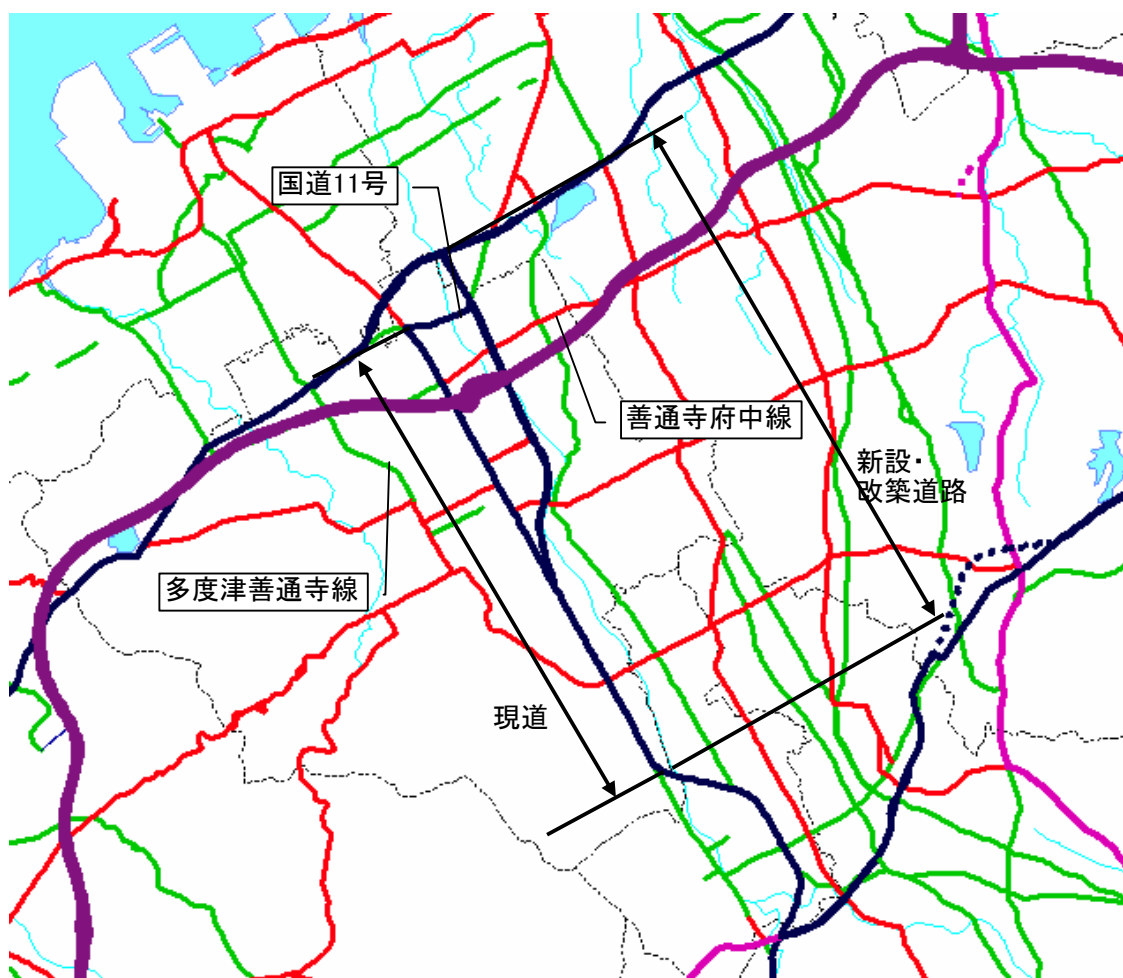 国道11号
善通寺府中線
新設・
改築道路
多度津善通寺線
現道